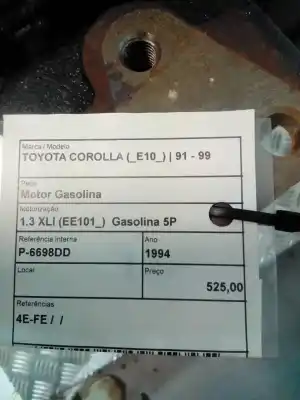 Marca / Modelo
TOYOTA COROLLA (_E10_) | 91 - 99
Peça
Motor Gasolina
Motorização
1.3 XLI (EE101_) Gasolina 5P
Referência Interna Ano
P-6698DD 1994
Local Preço
525,00
Referências
4E-FE / /